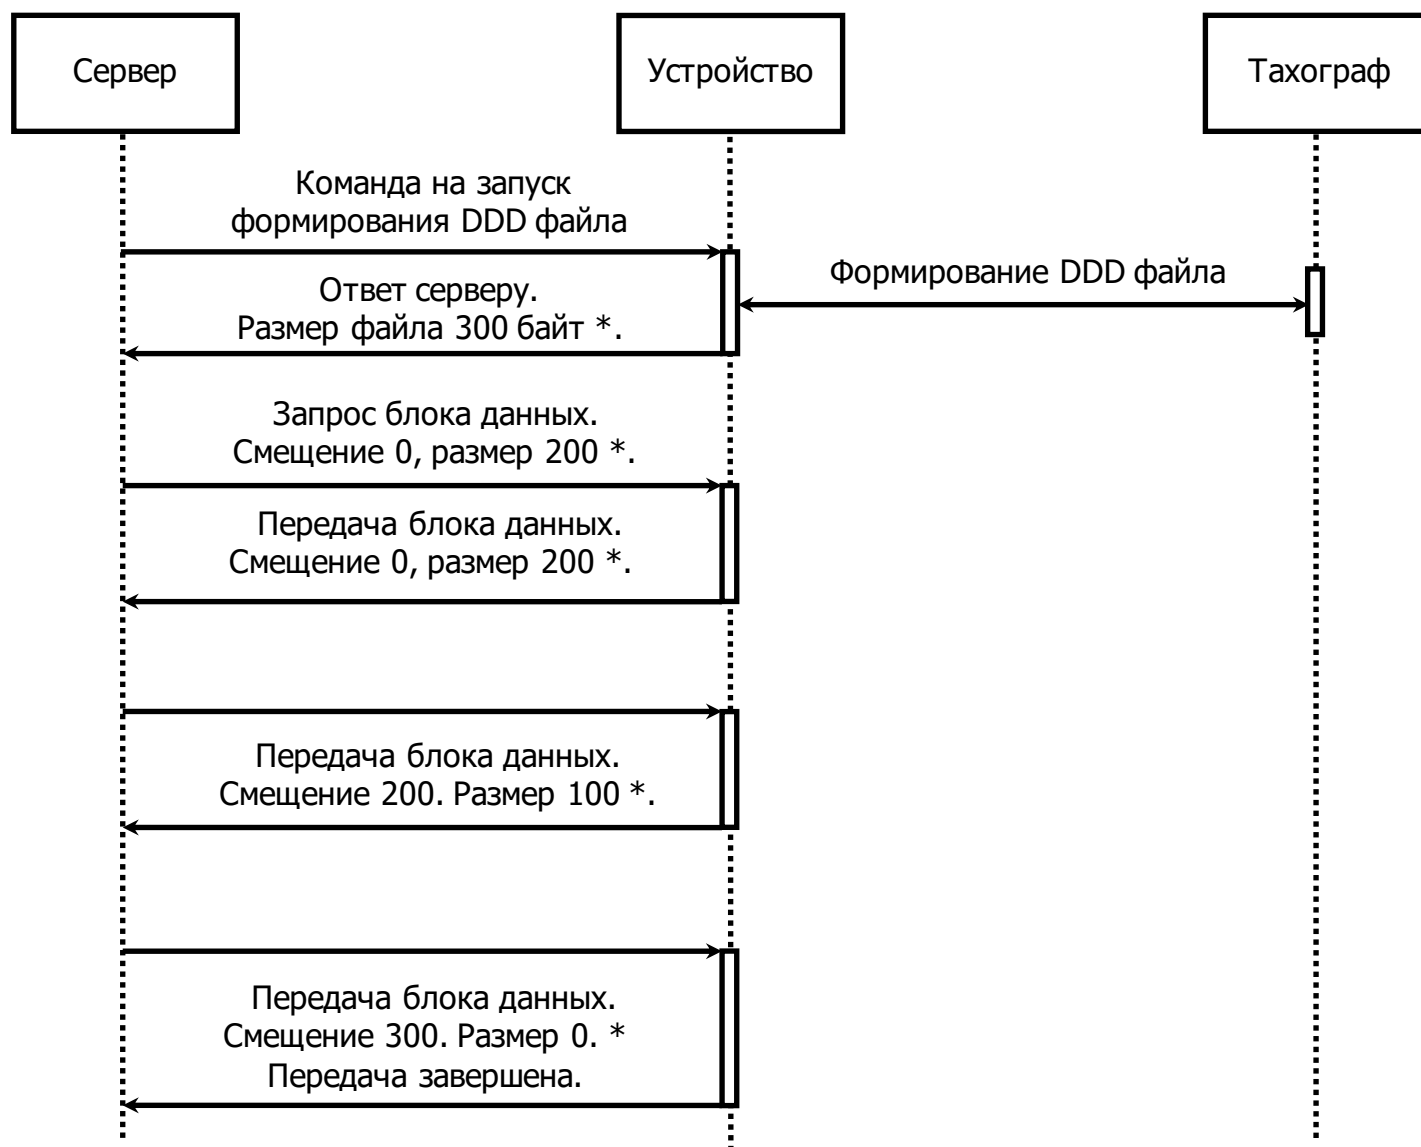 Сервер
Устройство
Тахограф
Команда на запуск
формирования DDD файла
Формирование DDD файла
Ответ серверу.
Размер файла 300 байт *.
Запрос блока данных.
Смещение 0, размер 200 *.
Передача блока данных.
Смещение 0, размер 200 *.
Передача блока данных.
Смещение 200. Размер 100 *.
Передача блока данных.
Смещение 300. Размер 0. *
Передача завершена.